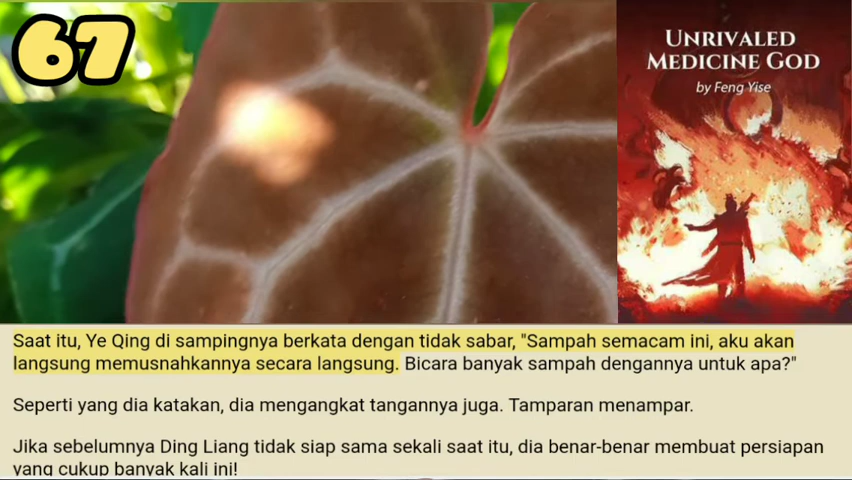 67
UNRIVALED
MEDICINE GOD
by Feng Yise
Saat itu, Ye Qing di sampingnya berkata dengan tidak sabar, "Sampah semacam ini, aku akan
langsung memusnahkannya secara langsung. Bicara banyak sampah dengannya untuk apa?"
Seperti yang dia katakan, dia mengangkat tangannya juga. Tamparan menampar.
Jika sebelumnya Ding Liang tidak siap sama sekali saat itu, dia benar-benar membuat persiapan
yang cukup banyak kali ini!